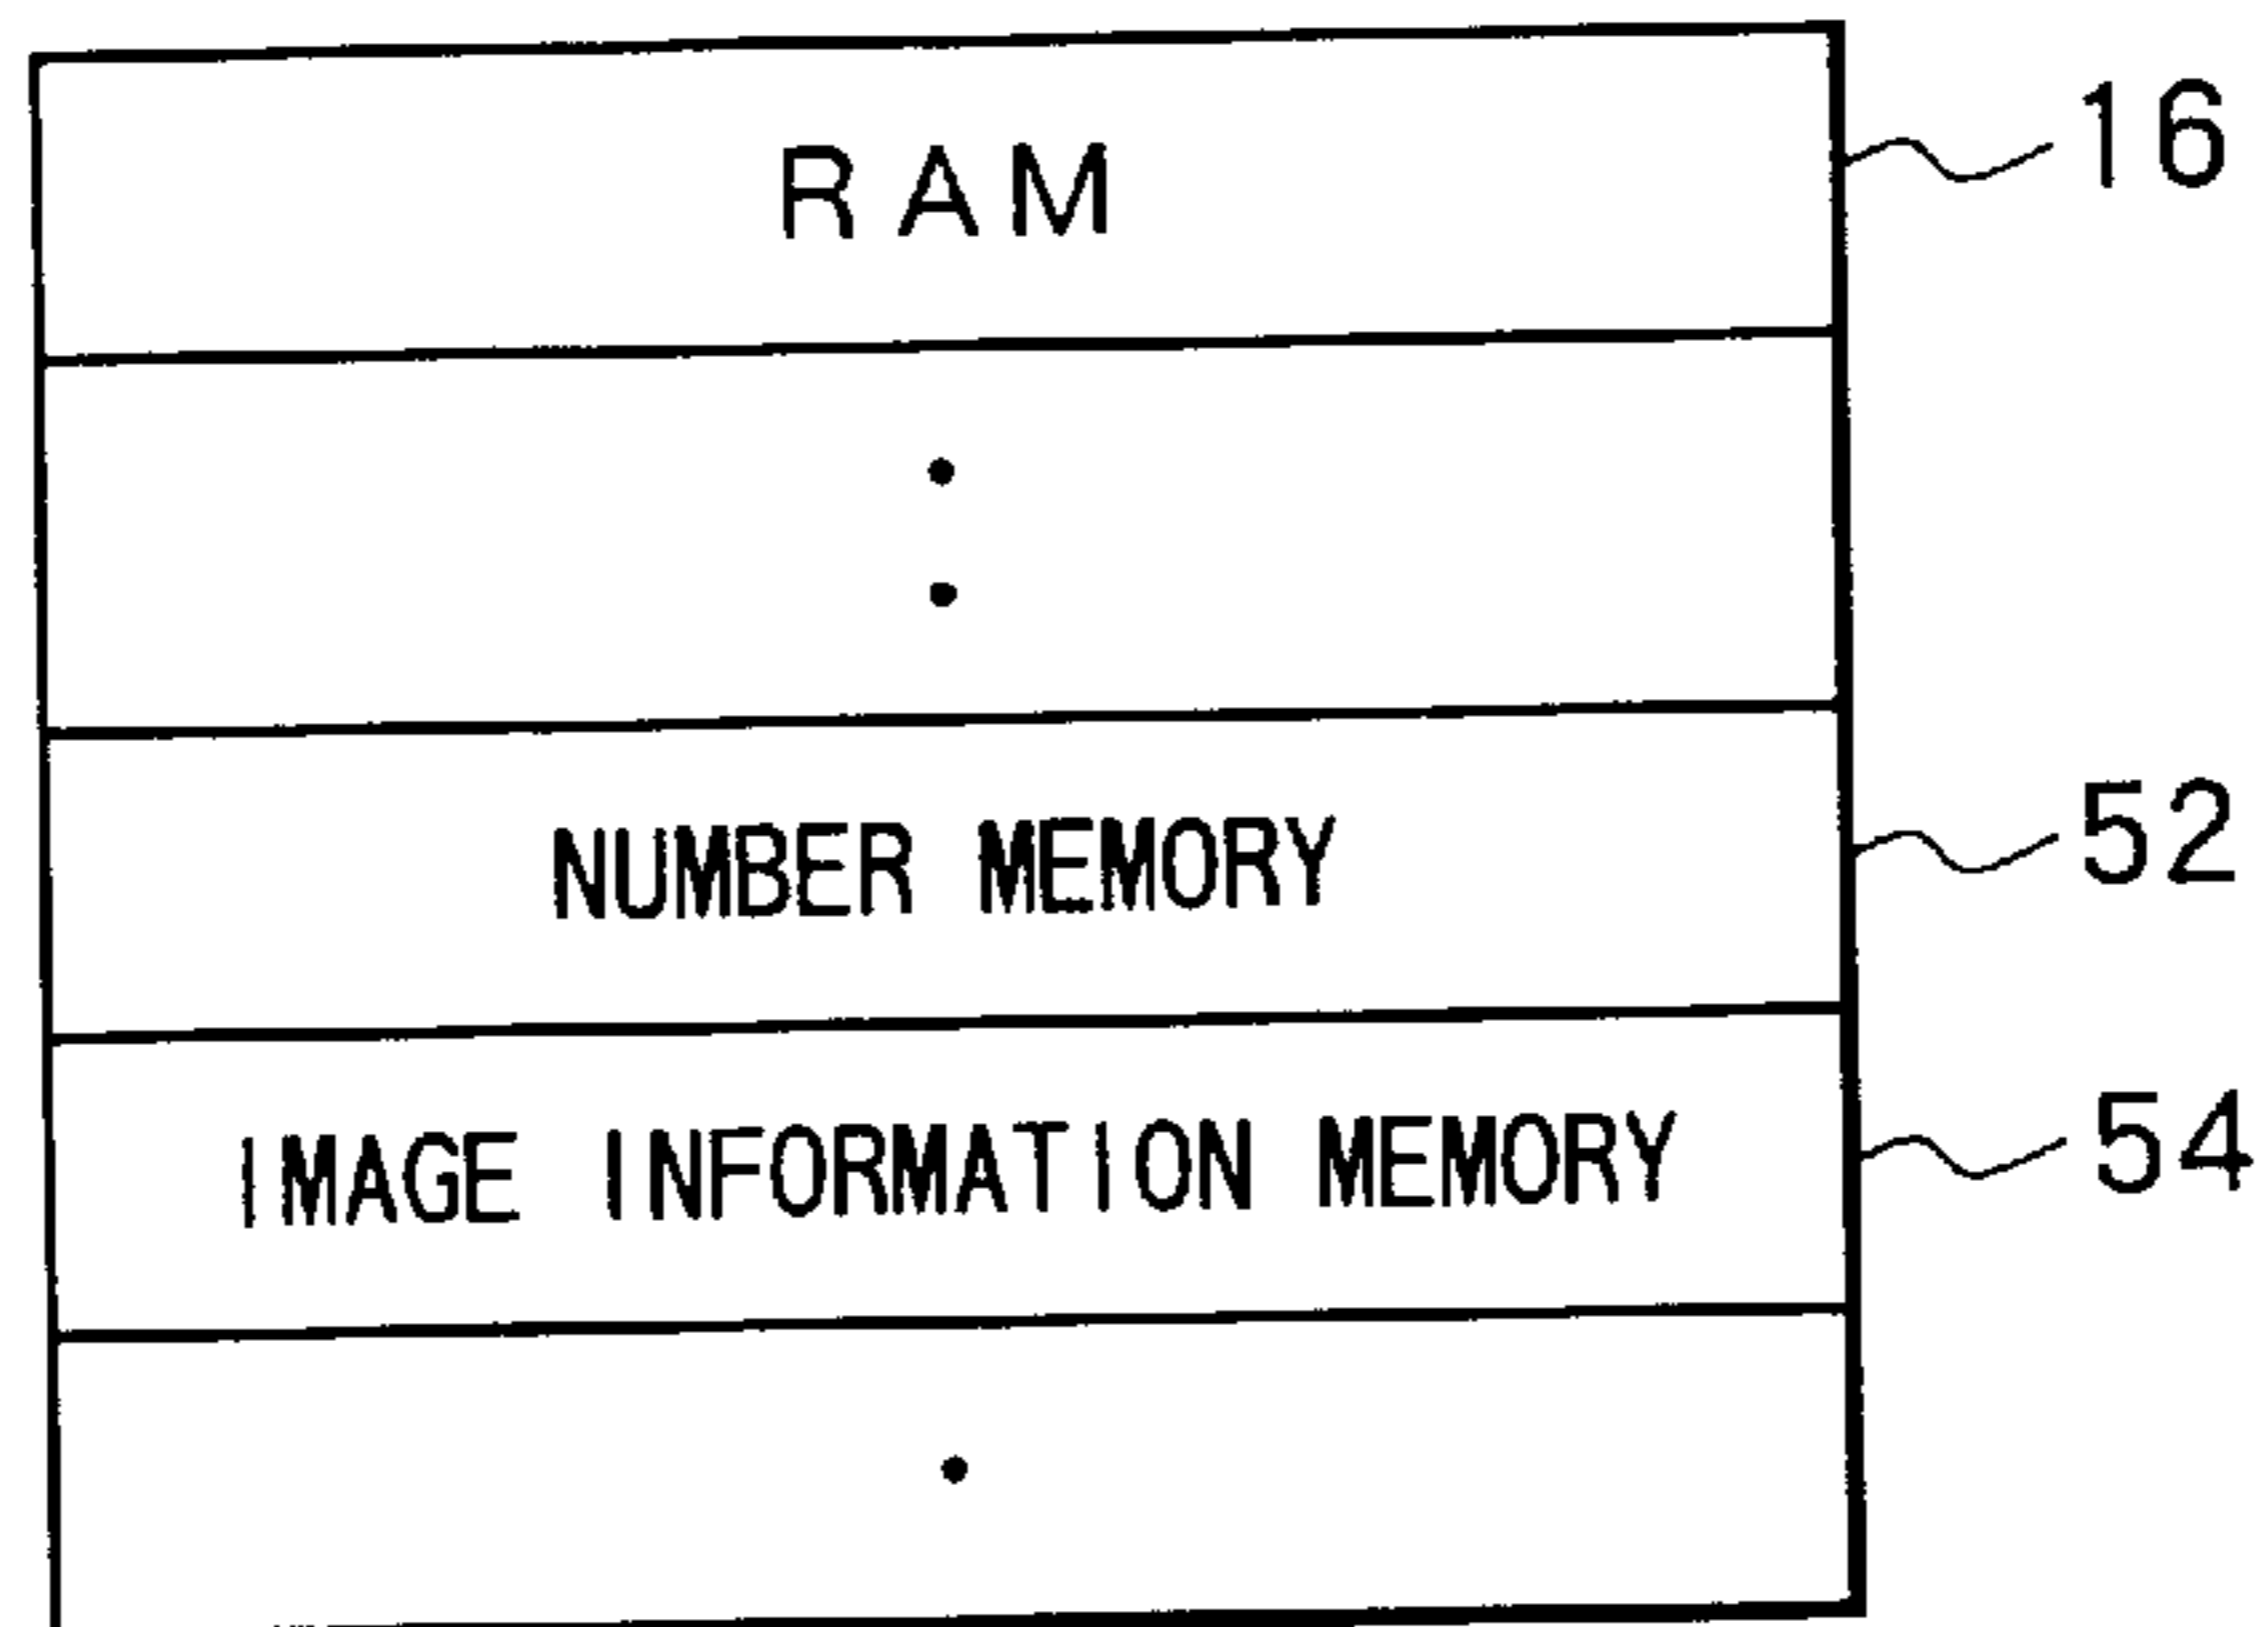 RAM 16
•
•
NUMBER MEMORY 52
IMAGE INFORMATION MEMORY 54
•